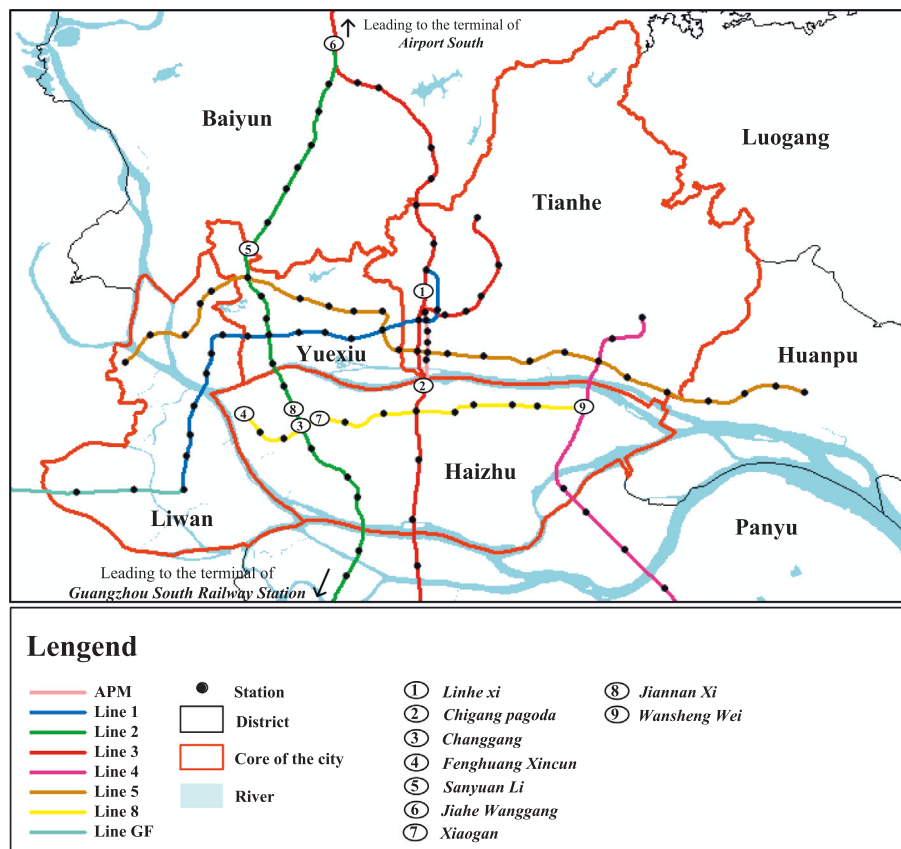 Leading to the terminal of
Airport South
6
Baiyun
Luogang
Tianhe
5
1
Yuexiu
Huanpu
2
8
4
7
9
3
Haizhu
Liwan
Panyu
Leading to the terminal of
Guangzhou South Railway Station
Lengend
APM
Line 1
Line 2
Line 3
Line 4
Line 5
Line 8
Line GF
Station
District
Core of the city
River
1 Linhe xi
2 Chigang pagoda
3 Changgang
4 Fenghuang Xincun
5 Sanyuan Li
6 Jiahe Wanggang
7 Xiaogan
8 Jiannan Xi
9 Wansheng Wei